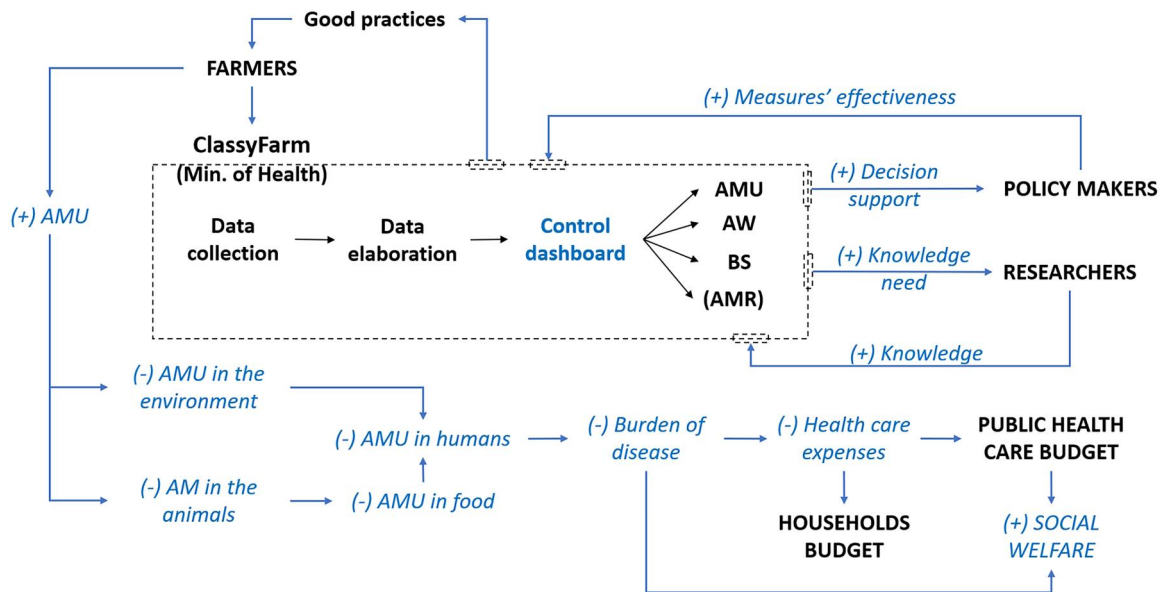 Good practices
FARMERS
(+) Measures’ effectiveness
ClassyFarm
(Min. of Health)
AMU
(+) Decision
support
POLICY MAKERS
(+) AMU
Data
collection
Data
elaboration
Control
dashboard
AW
BS
(AMR)
(+) Knowledge
need
RESEARCHERS
(+) Knowledge
(-) AMU in the
environment
(-) AMU in humans
(-) Burden of
disease
(-) Health care
expenses
PUBLIC HEALTH
CARE BUDGET
(-) AM in the
animals
(-) AMU in food
HOUSEHOLDS
BUDGET
(+) SOCIAL
WELFARE